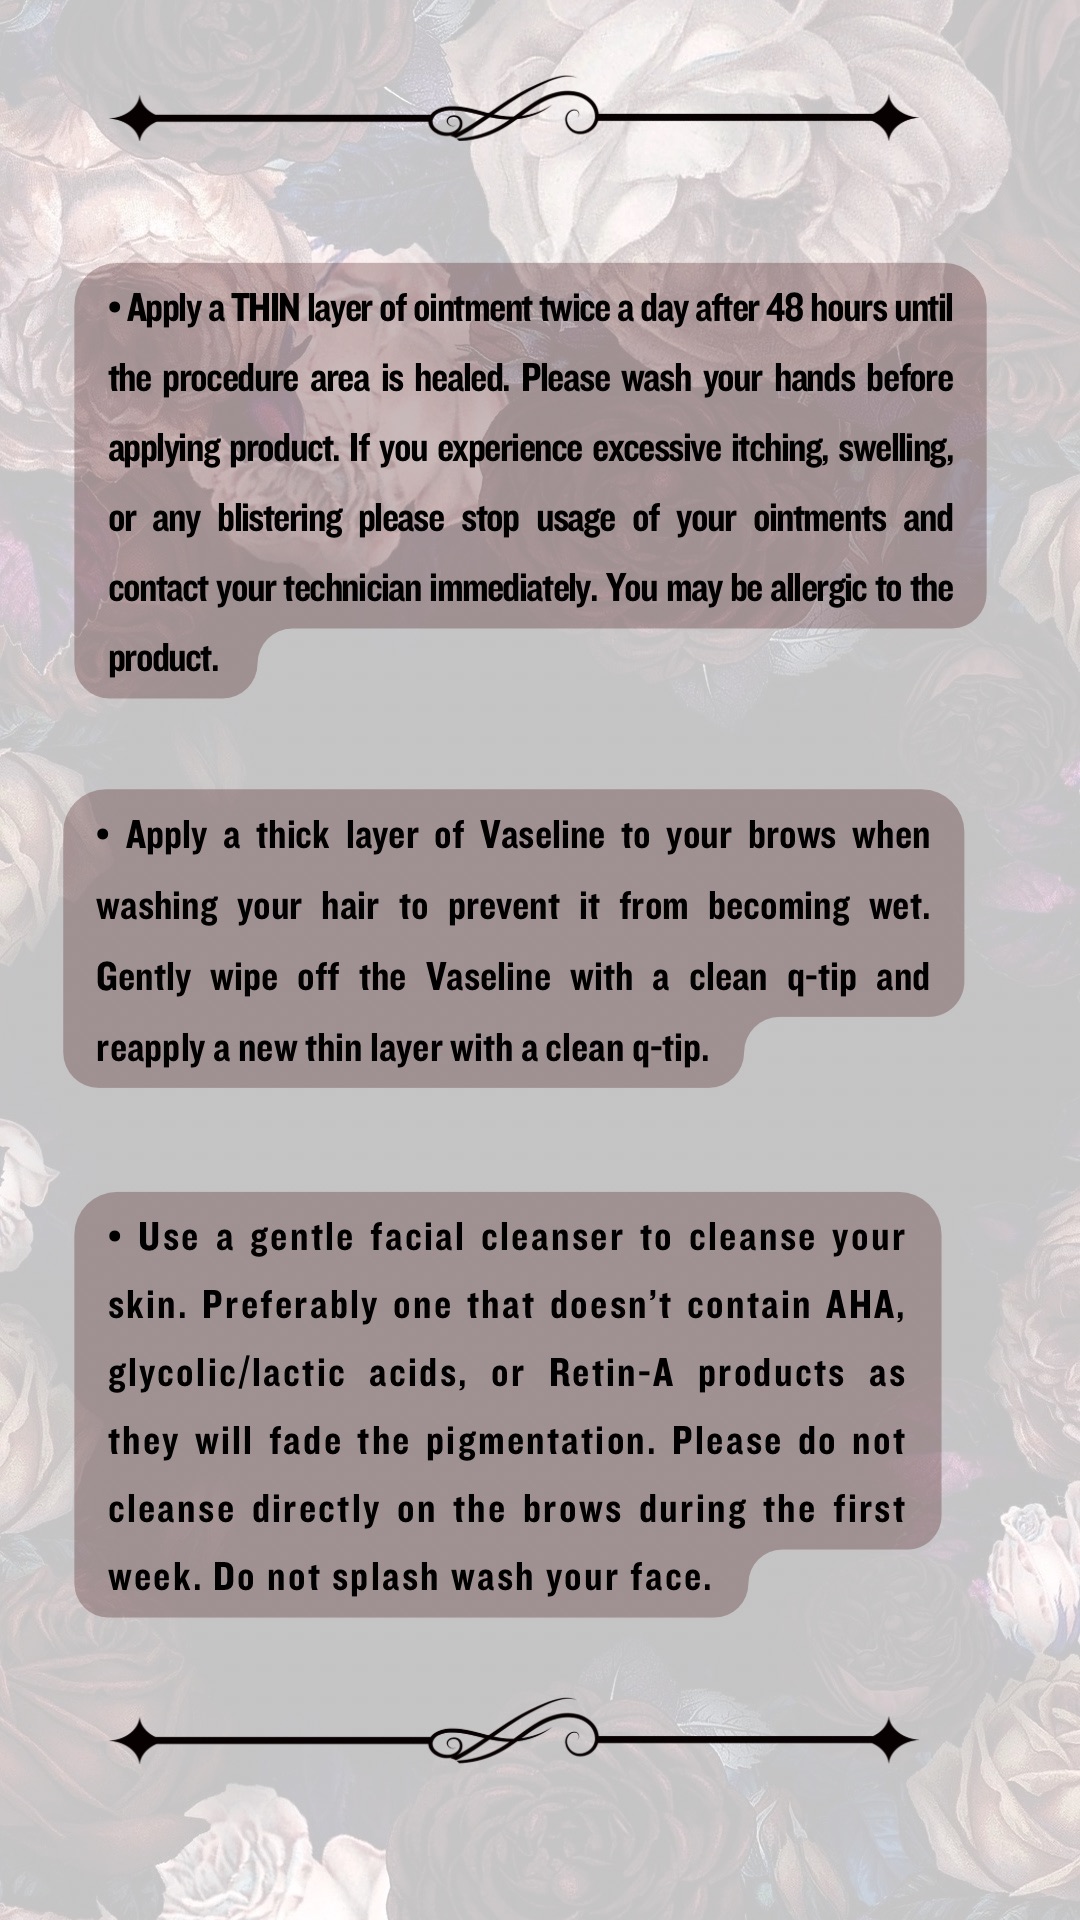 • Apply a THIN layer of ointment twice a day after 48 hours until
the procedure area is healed. Please wash your hands before
applying product. If you experience excessive itching, swelling,
or any blistering please stop usage of your ointments and
contact your technician immediately. You may be allergic to the
product.
• Apply a thick layer of Vaseline to your brows when
washing your hair to prevent it from becoming wet.
Gently wipe off the Vaseline with a clean q-tip and
reapply a new thin layer with a clean q-tip.
• Use a gentle facial cleanser to cleanse your
skin. Preferably one that doesn’t contain AHA,
glycolic/lactic acids, or Retin-A products as
they will fade the pigmentation. Please do not
cleanse directly on the brows during the first
week. Do not splash wash your face.